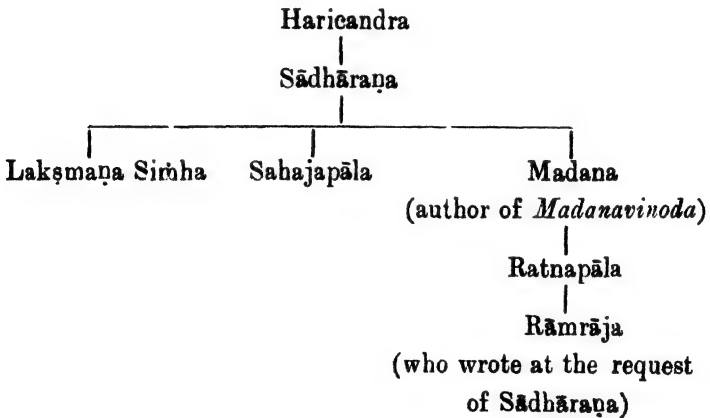 Haricandra
Sādhāraṇa
Lakṣmaṇa Siṁha Sahajapāla Madana
(author of Madanavinoda)
Ratnapāla
Rāmrāja
(who wrote at the request
of Sādhāraṇa)